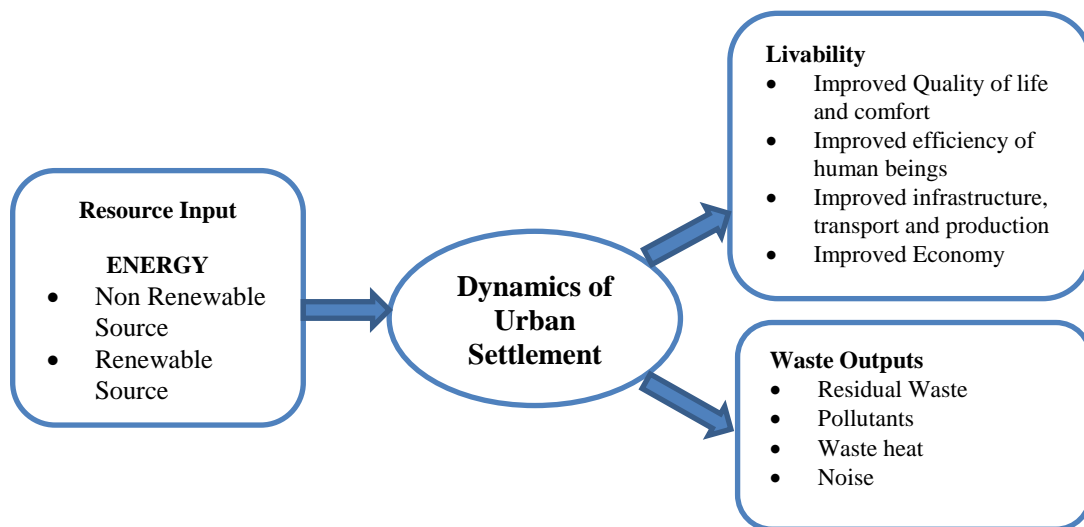 Resource Input
ENERGY
• Non Renewable
Source
• Renewable
Source
Dynamics of
Urban
Settlement
Livability
• Improved Quality of life
and comfort
• Improved efficiency of
human beings
• Improved infrastructure,
transport and production
• Improved Economy
Waste Outputs
• Residual Waste
• Pollutants
• Waste heat
• Noise